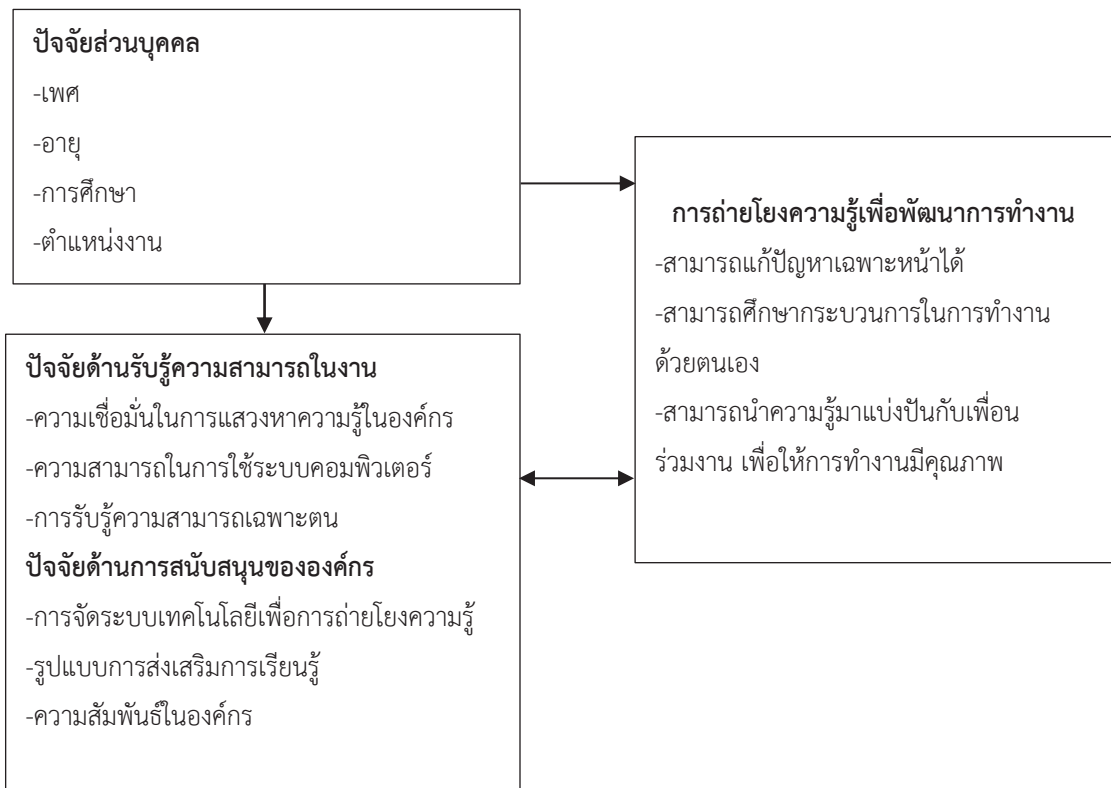 ปัจจัยส่วนบุคคล
-เพศ
-อายุ
-การศึกษา
-ตำแหน่งงาน
ปัจจัยด้านรับรู้ความสามารถในงาน
-ความเชื่อมั่นในการแสวงหาความรู้ในองค์กร
-ความสามารถในการใช้ระบบคอมพิวเตอร์
-การรับรู้ความสามารถเฉพาะตน
ปัจจัยด้านการสนับสนุนขององค์กร
-การจัดระบบเทคโนโลยีเพื่อการถ่ายโยงความรู้
-รูปแบบการส่งเสริมการเรียนรู้
-ความสัมพันธ์ในองค์กร
การถ่ายโยงความรู้เพื่อพัฒนาการทำงาน
-สามารถแก้ปัญหาเฉพาะหน้าได้
-สามารถศึกษากระบวนการในการทำงาน
ด้วยตนเอง
-สามารถนำความรู้มาแบ่งปันกับเพื่อน
ร่วมงาน เพื่อให้การทำงานมีคุณภาพ